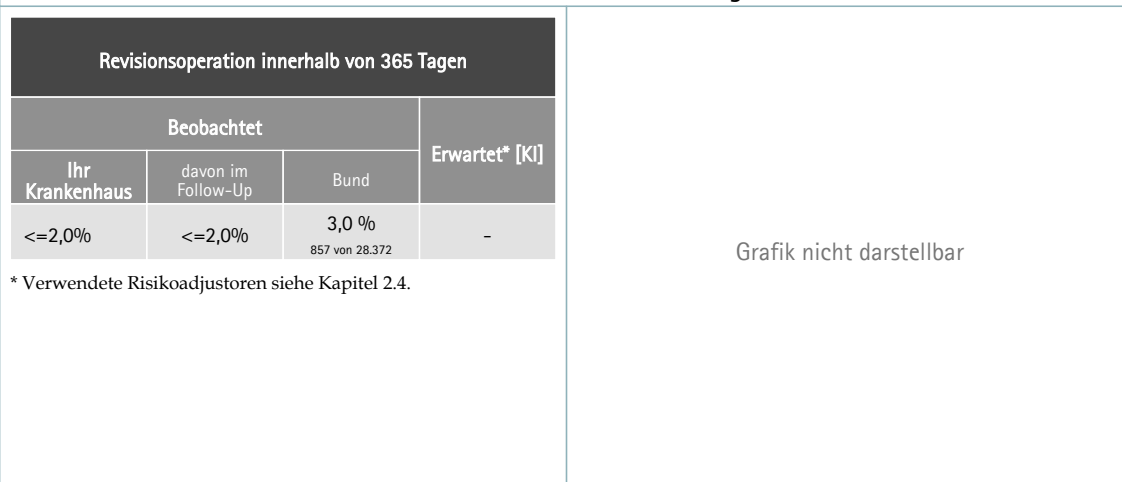 Revisionsoperation innerhalb von 365 Tagen
Beobachtet
Erwartet* [KI]
Ihr
Krankenhaus
davon im
Follow-Up
Bund
<=2,0%
<=2,0%
3,0 %
857 von 28.372
-
* Verwendete Risikoadjustoren siehe Kapitel 2.4.
Grafik nicht darstellbar